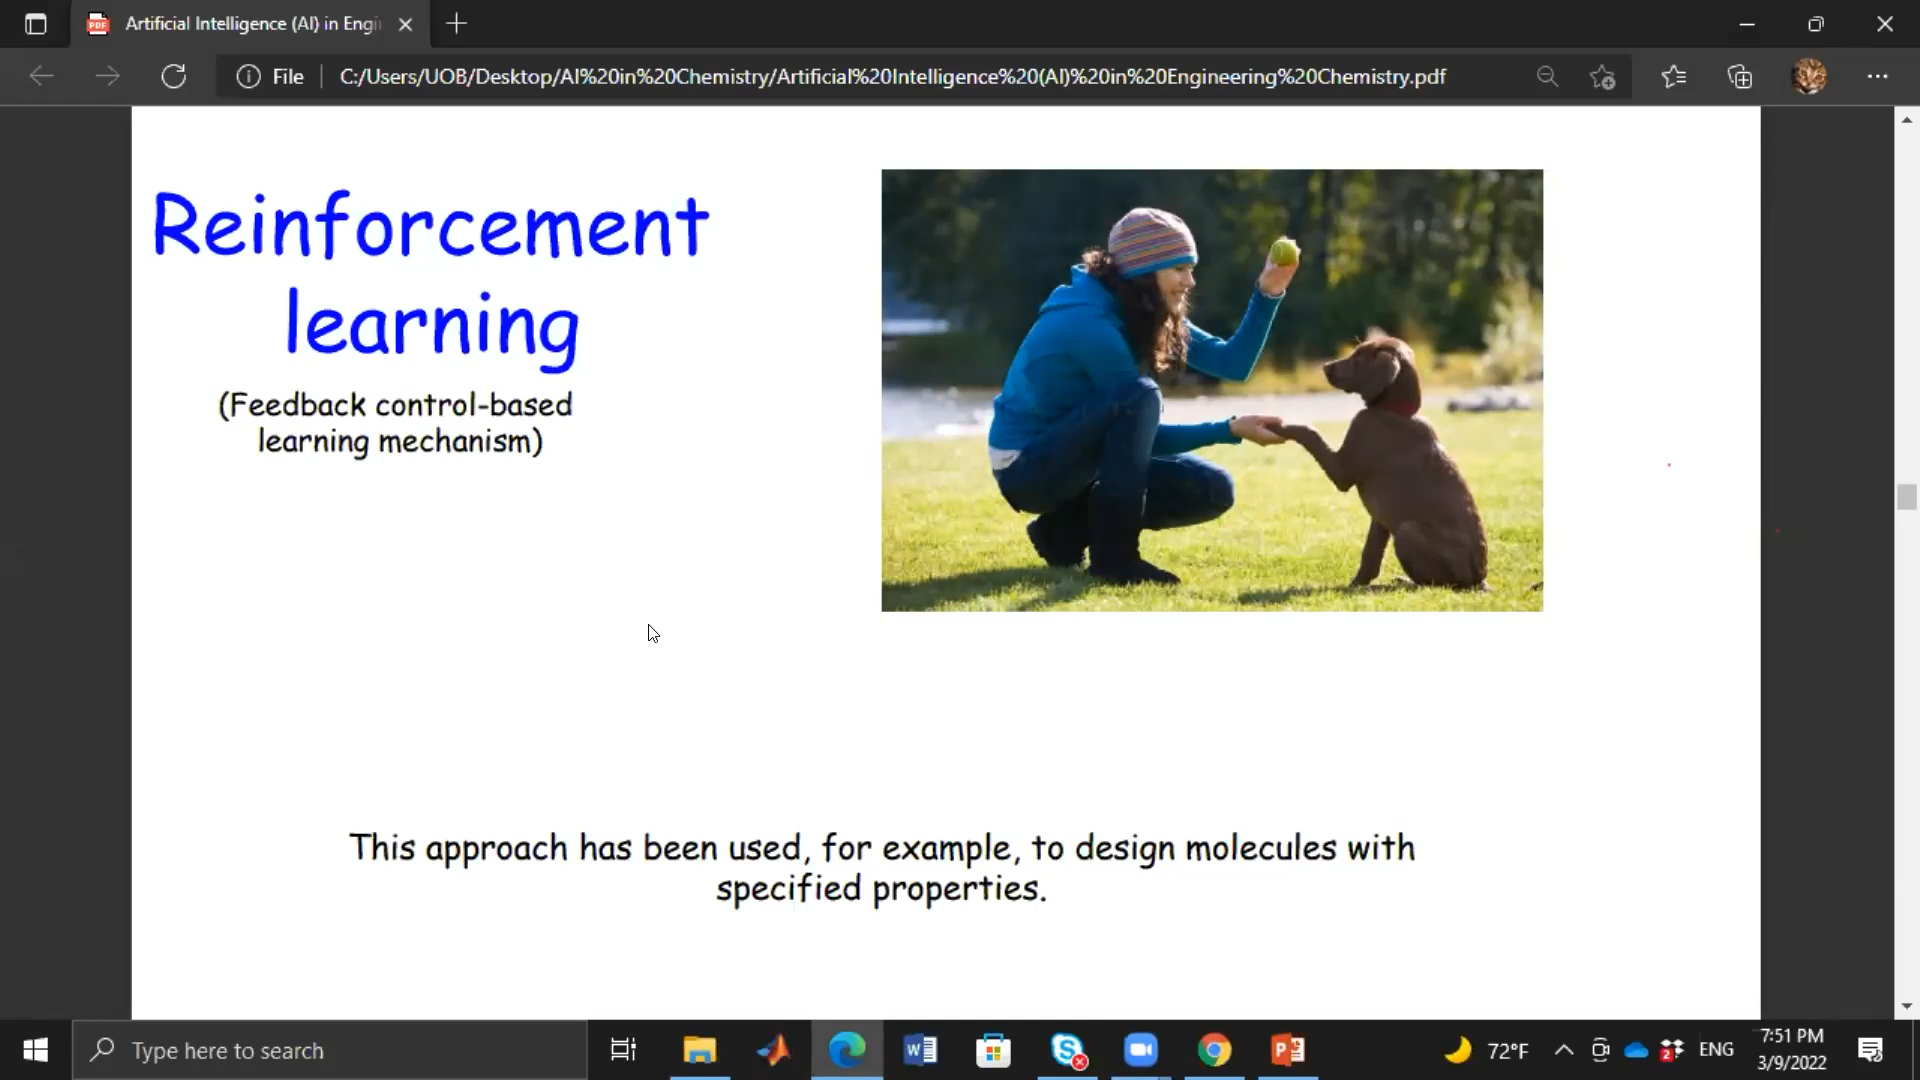 Artificial Intelligence (AI) in Engi
File
C:/Users/UOB/Desktop/AI%20in%20Chemistry/Artificial%20Intelligence%20(AI)%20in%20Engineering%20Chemistry.pdf
Reinforcement
learning
(Feedback control-based
learning mechanism)
This approach has been used, for example, to design molecules with
specified properties.
Type here to search
72°F
ENG
7:51 PM
3/9/2022